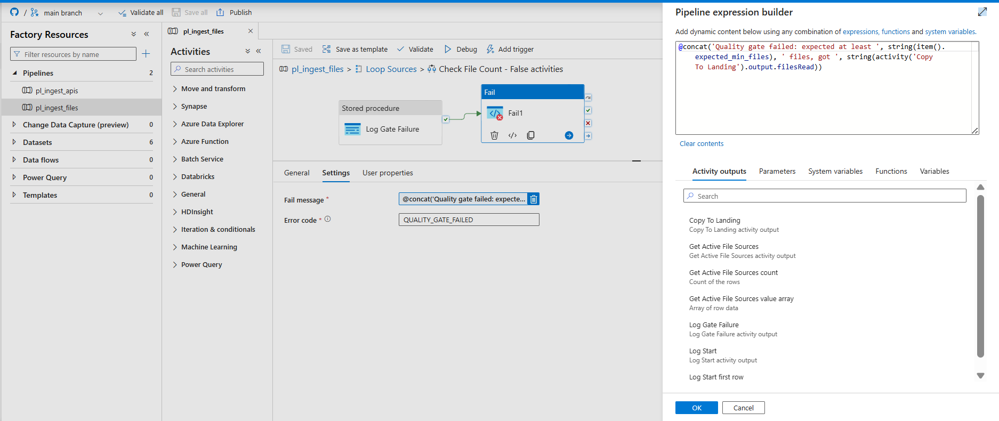 / main branch
Validate all
Save all
Publish
Factory Resources
Filter resources by name
Pipelines 2
pl_ingest_apis
pl_ingest_files
Change Data Capture (preview) 0
Datasets 6
Data flows 0
Power Query 0
Templates 0
pl_ingest_files
Activities
Search activities
Move and transform
Synapse
Azure Data Explorer
Azure Function
Batch Service
Databricks
General
HDInsight
Iteration & conditionals
Machine Learning
Power Query
Saved
Save as template
Validate
Debug
Add trigger
pl_ingest_files > Loop Sources > Check File Count - False activities
Stored procedure
Log Gate Failure
Fail
Fail1
General
Settings
User properties
Fail message *
@concat('Quality gate failed: expecte...
Error code *
QUALITY_GATE_FAILED
Pipeline expression builder
Add dynamic content below using any combination of expressions, functions and system variables.
@concat('Quality gate failed: expected at least ', string(item().
expected_min_files), ' files, got ', string(activity('Copy
To Landing').output.filesRead))
Clear contents
Activity outputs
Parameters
System variables
Functions
Variables
Search
Copy To Landing
Copy To Landing activity output
Get Active File Sources
Get Active File Sources activity output
Get Active File Sources count
Count of the rows
Get Active File Sources value array
Array of row data
Log Gate Failure
Log Gate Failure activity output
Log Start
Log Start activity output
Log Start first row
OK
Cancel